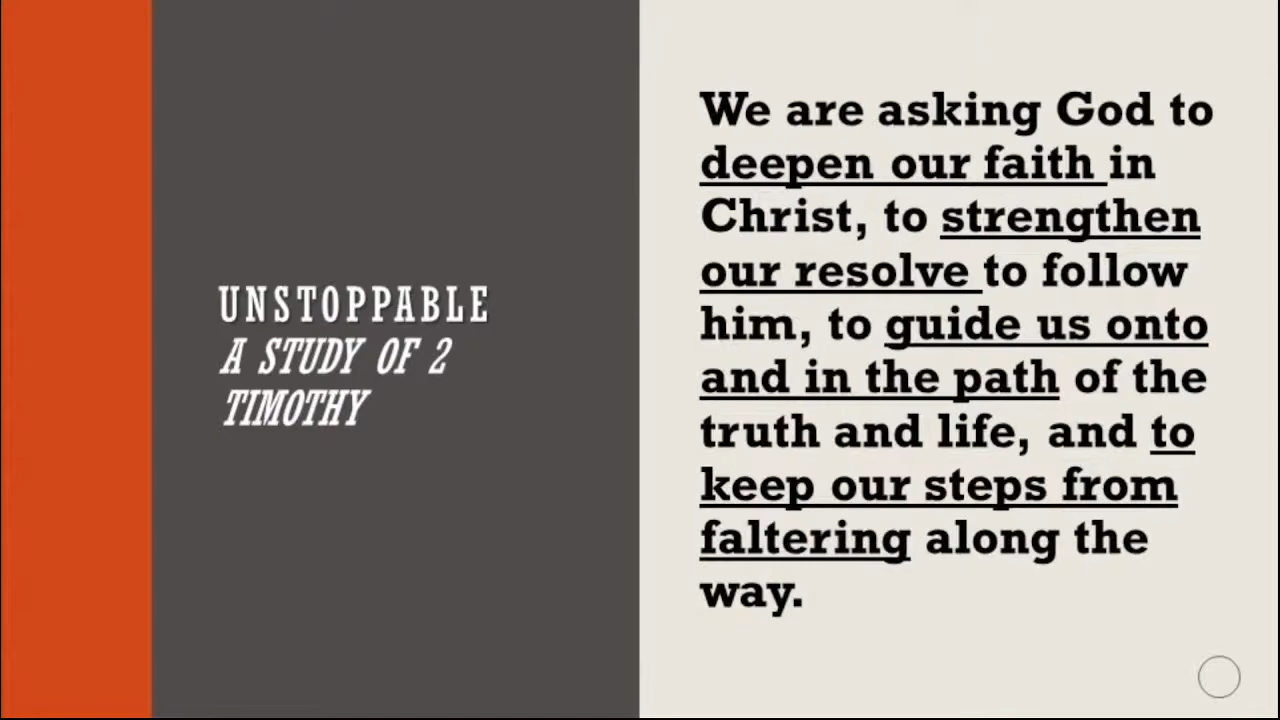 UNSTOPPABLE
A STUDY OF 2
TIMOTHY
We are asking God to
deepen our faith in
Christ, to strengthen
our resolve to follow
him, to guide us onto
and in the path of the
truth and life, and to
keep our steps from
faltering along the
way.